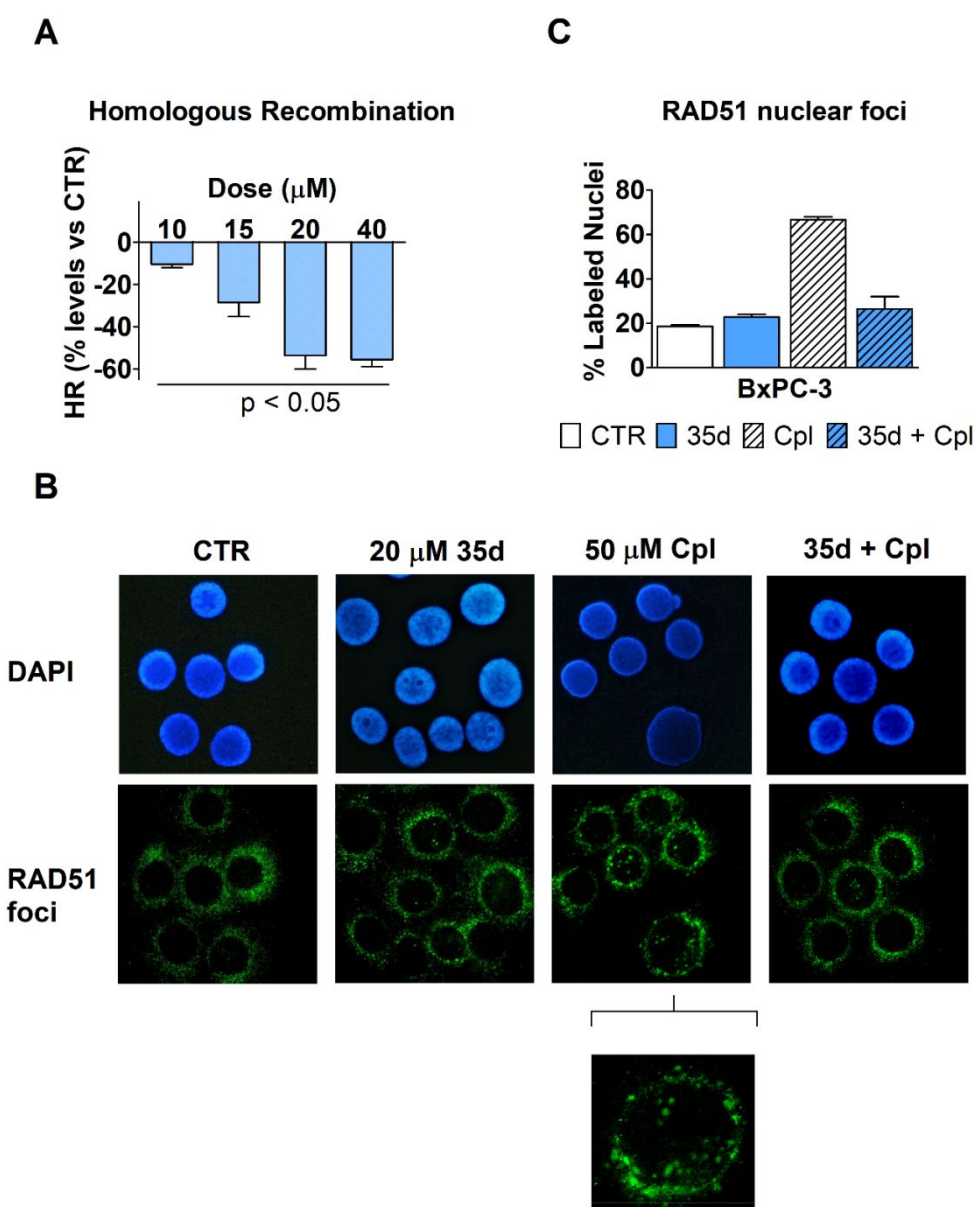 A
Homologous Recombination
Dose (μM)
10 15 20 40
HR (% levels vs CTR)
0
-20
-40
-60
p < 0.05
C
RAD51 nuclear foci
% Labeled Nuclei
80
60
40
20
0
BxPC-3
CTR 35d Cpl 35d + Cpl
B
CTR 20 μM 35d 50 μM Cpl 35d + Cpl
DAPI
RAD51
foci